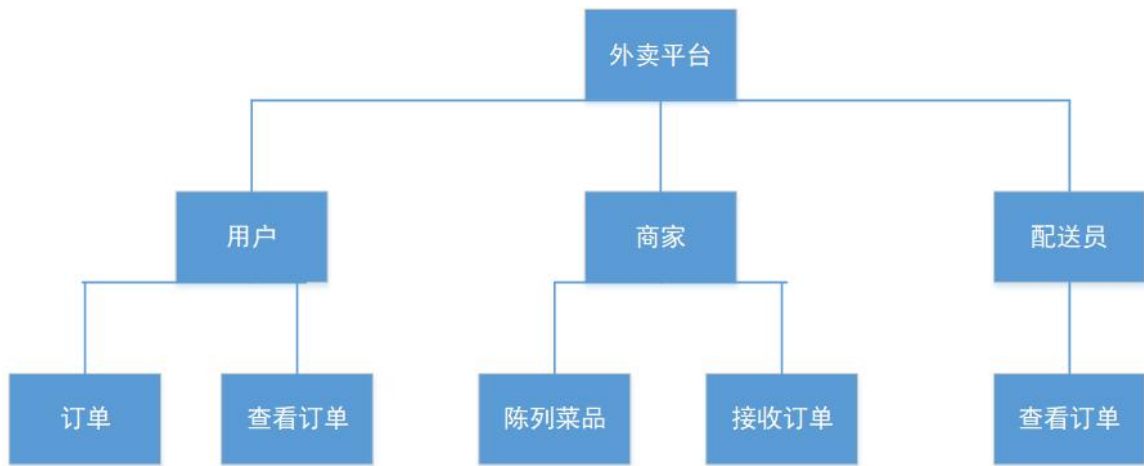 外卖平台
用户
商家
配送员
订单
查看订单
陈列菜品
接收订单
查看订单